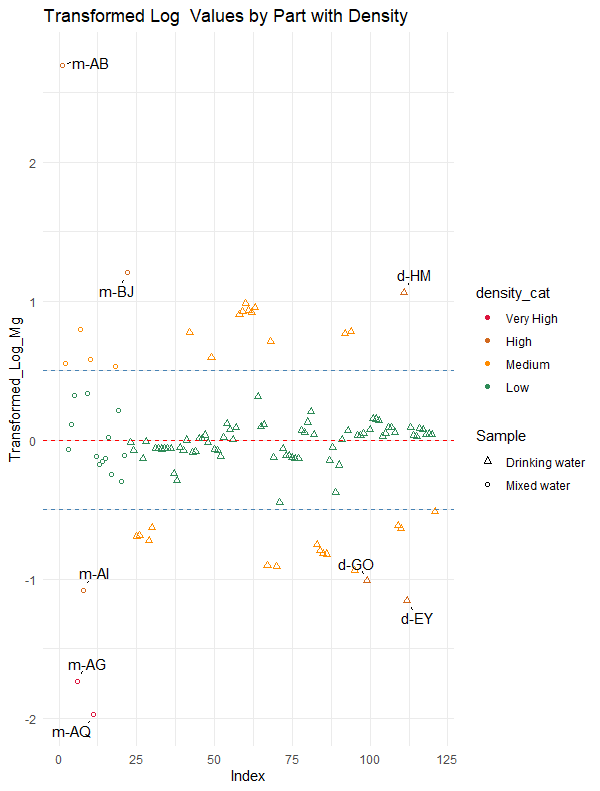 Transformed Log  Values by Part with Density
m-AB
2
d-HM
m-BJ
density_cat
1
Very High
High
Medium
Low
Transformed_Log_Mg
0
Sample
Drinking water
Mixed water
d-GO
m-AI
-1
d-EY
m-AG
-2
m-AQ
0 25 50 75 100 125
Index